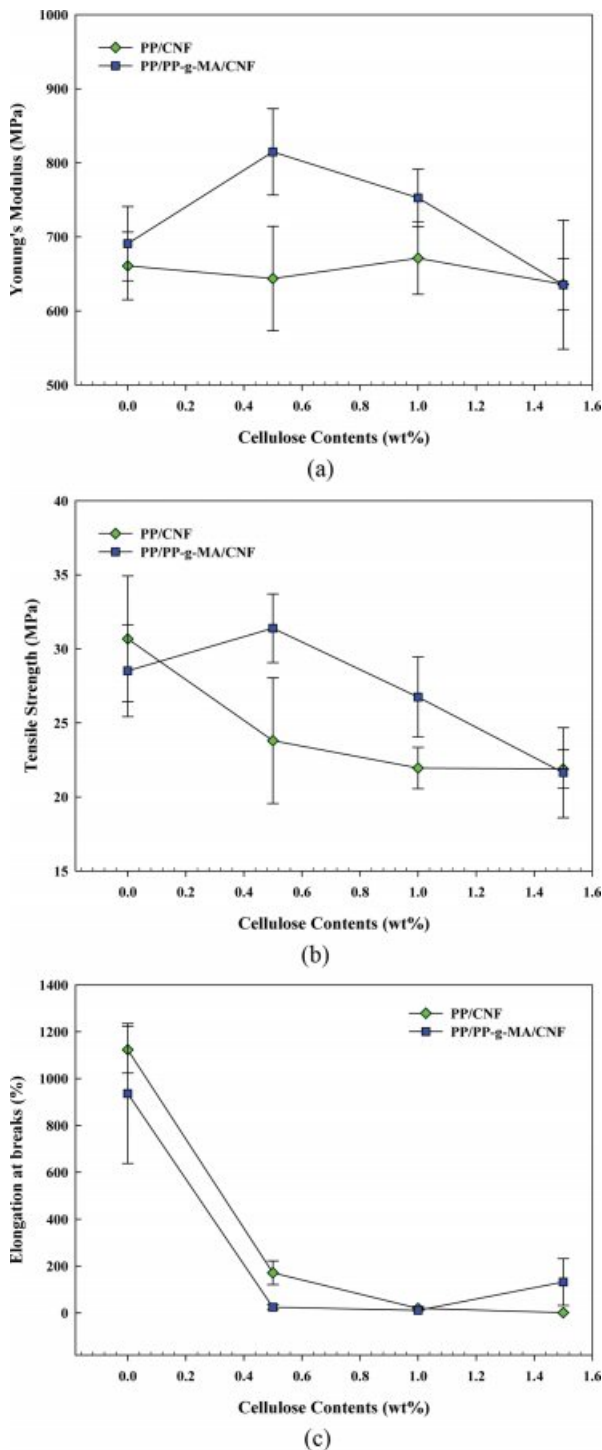 1000
900
800
700
600
500
Yonung's Modulus (MPa)
PP/CNF
PP/PP-g-MA/CNF
0.0 0.2 0.4 0.6 0.8 1.0 1.2 1.4 1.6
Cellulose Contents (wt%)
(a)
40
35
30
25
20
15
Tensile Strength (MPa)
PP/CNF
PP/PP-g-MA/CNF
0.0 0.2 0.4 0.6 0.8 1.0 1.2 1.4 1.6
Cellulose Contents (wt%)
(b)
1400
1200
1000
800
600
400
200
0
Elongation at breaks (%)
PP/CNF
PP/PP-g-MA/CNF
0.0 0.2 0.4 0.6 0.8 1.0 1.2 1.4 1.6
Cellulose Contents (wt%)
(c)